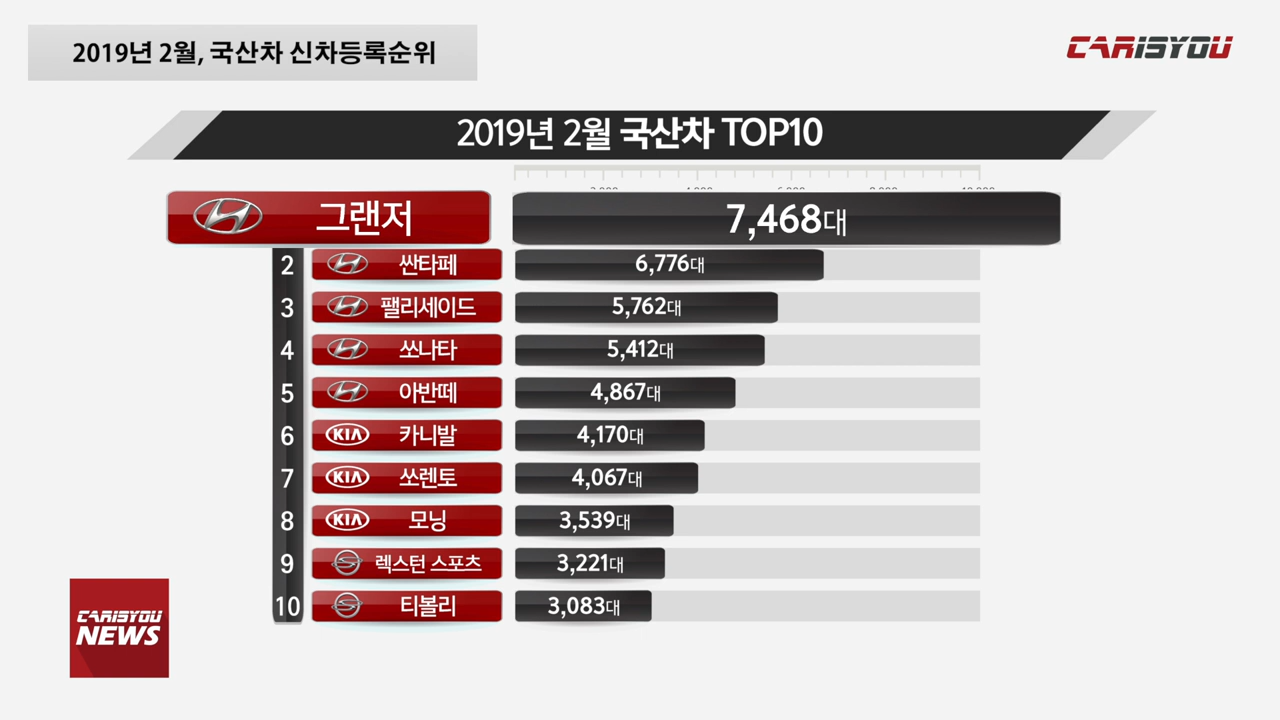 2019년 2월, 국산차 신차등록순위
CARISYOU
2019년 2월 국산차 TOP10
그랜저 7,468대
2 싼타페 6,776대
3 팰리세이드 5,762대
4 쏘나타 5,412대
5 아반떼 4,867대
6 KIA 카니발 4,170대
7 KIA 쏘렌토 4,067대
8 KIA 모닝 3,539대
9 렉스턴 스포츠 3,221대
10 티볼리 3,083대
CARISYOU
NEWS